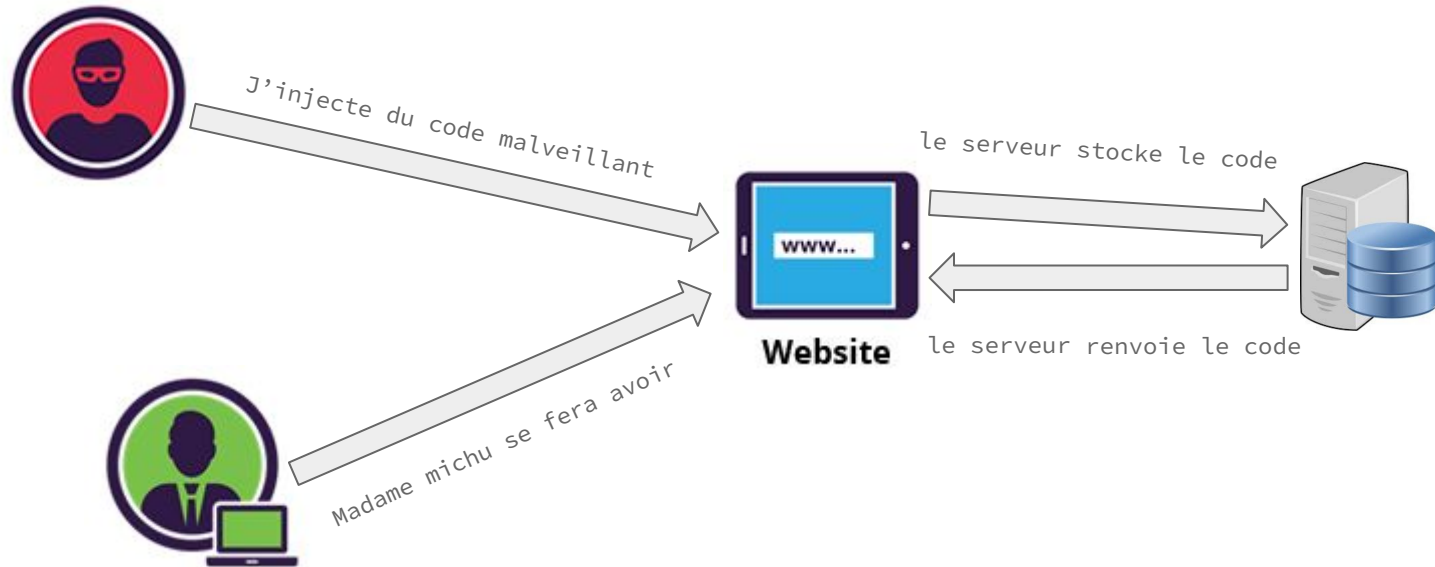 J’injecte du code malveillant
le serveur stocke le code
www...
Website
le serveur renvoie le code
Madame michu se fera avoir